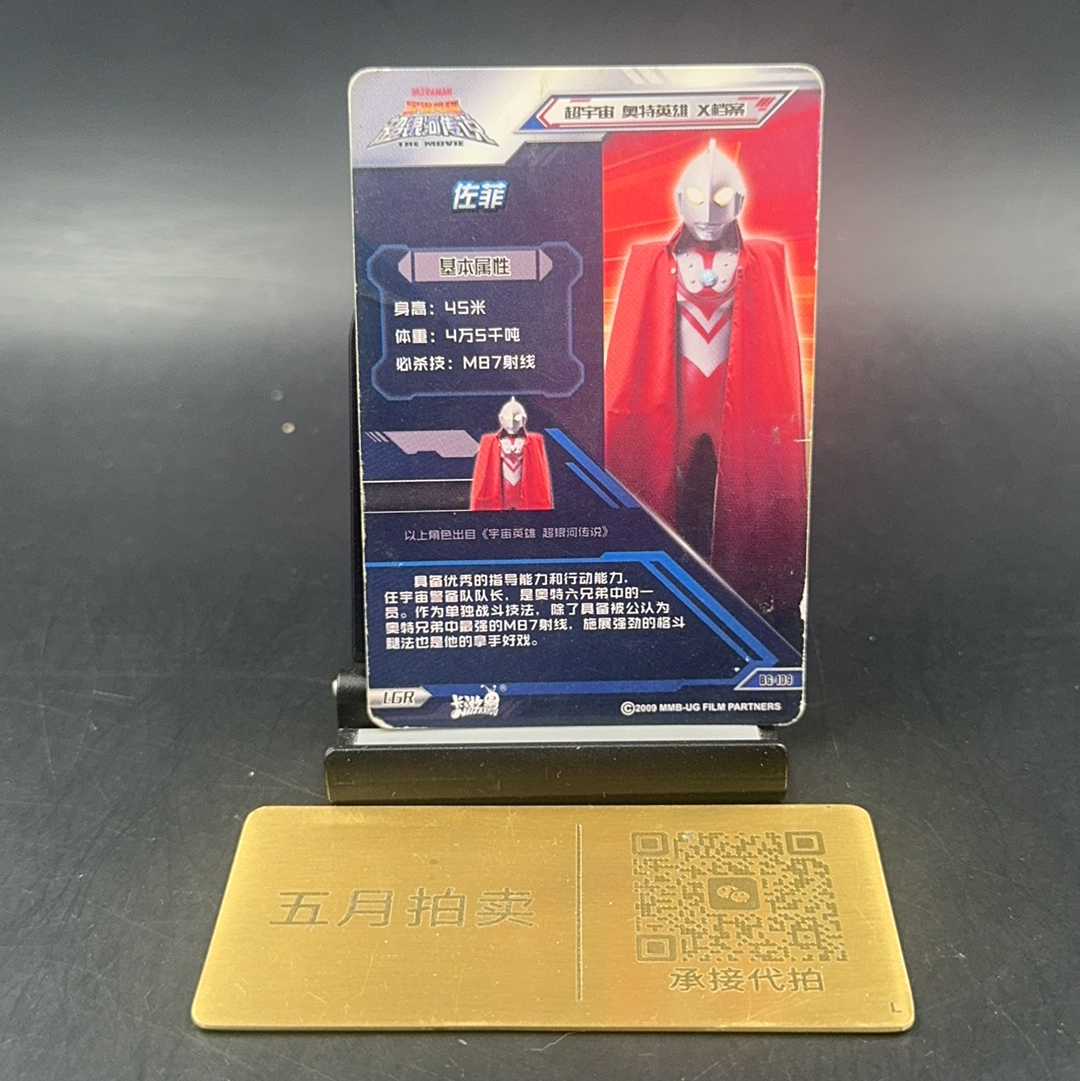 ULTRAMAN
宇宙英雄
超银河传说
THE MOVIE
超宇宙 奥特英雄 X档案
佐菲
基本属性
身高：45米
体重：4万5千吨
必杀技：M87射线
以上角色出自《宇宙英雄 超银河传说》
具备优秀的指导能力和行动能力，
任宇宙警备队队长，是奥特六兄弟中的一
员。作为单独战斗技法，除了具备被公认为
奥特兄弟中最强的M87射线，施展强劲的格斗
腿法也是他的拿手好戏。
BG-109
LGR
卡游
®
©2009 MMB-UG FILM PARTNERS
五月拍卖
承接代拍
L